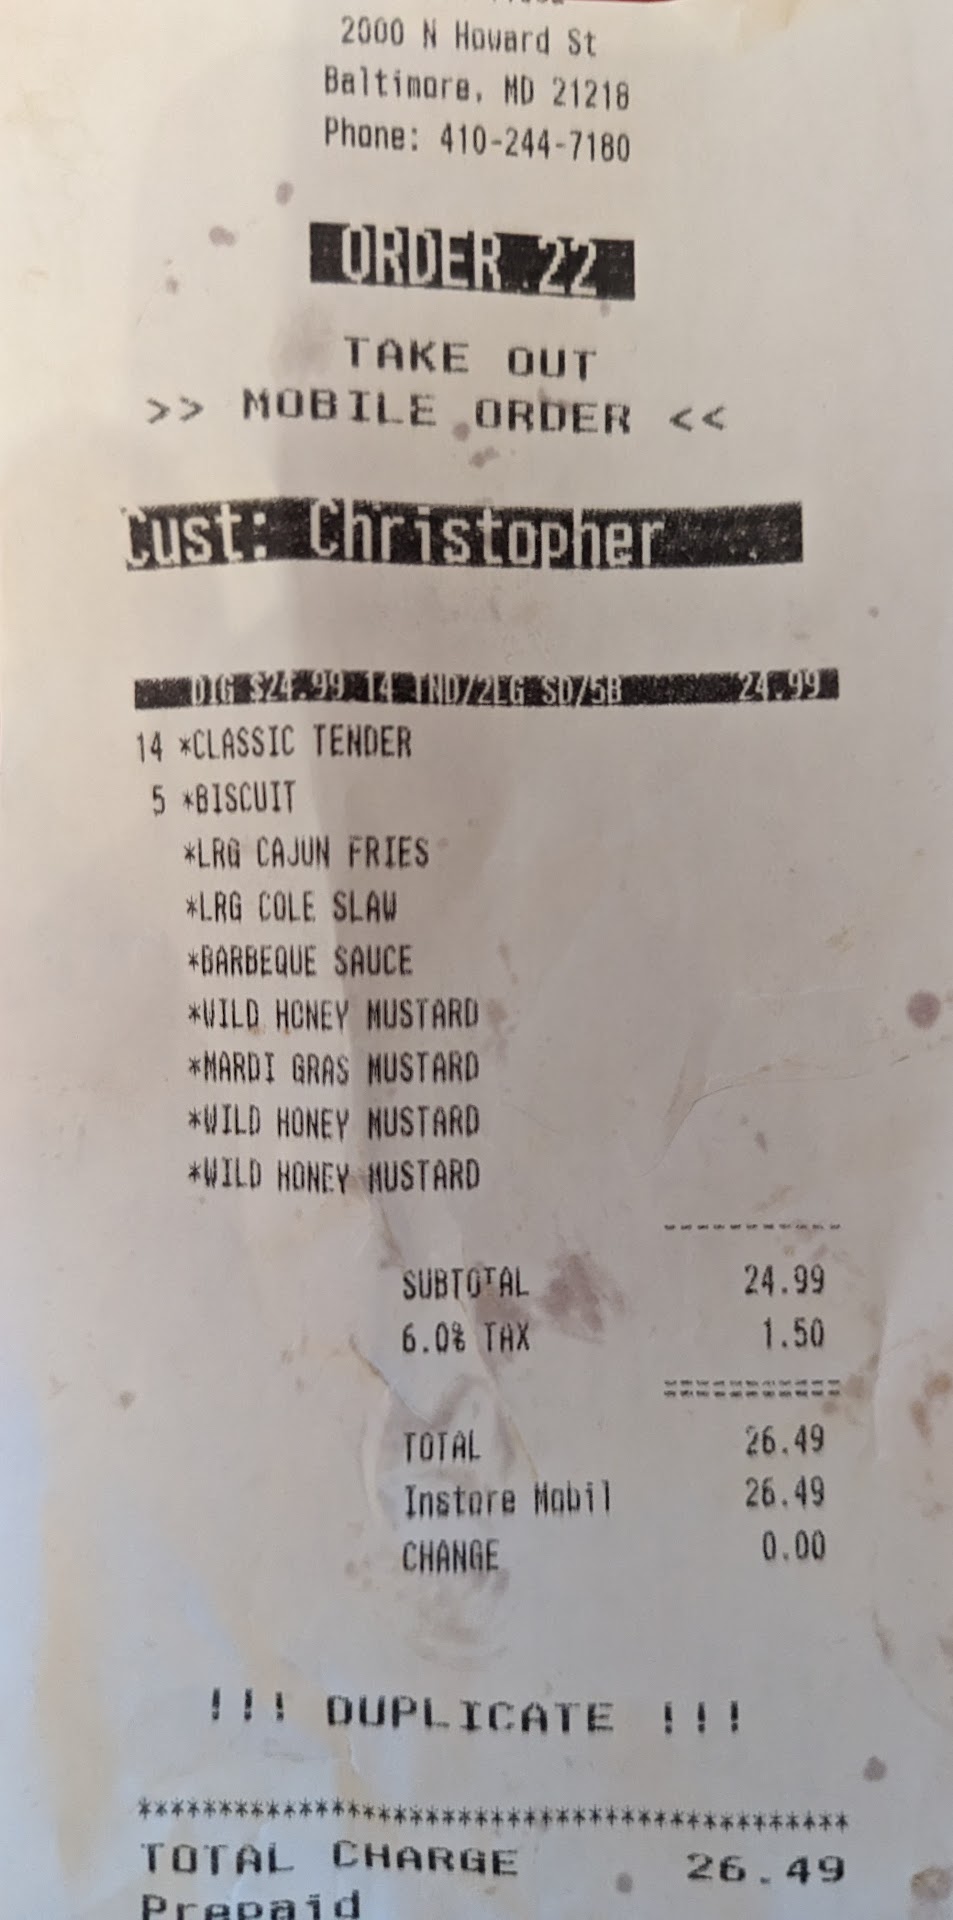 2000 N Howard St
Baltimore, MD 21218
Phone: 410-244-7180
ORDER 22
TAKE OUT
>> MOBILE ORDER <<
Cust: Christopher
DIG $24.99 14 TND/2LG SD/5B 24.99
14 *CLASSIC TENDER
5 *BISCUIT
*LRG CAJUN FRIES
*LRG COLE SLAW
*BARBEQUE SAUCE
*WILD HONEY MUSTARD
*MARDI GRAS MUSTARD
*WILD HONEY MUSTARD
*WILD HONEY MUSTARD
-----------
SUBTOTAL 24.99
6.0% TAX 1.50
===========
TOTAL 26.49
Instore Mobil 26.49
CHANGE 0.00
!!! DUPLICATE !!!
********************************************
TOTAL CHARGE 26.49
Prepaid